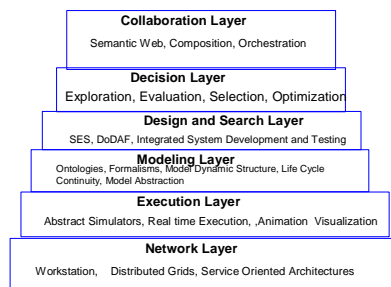 Collaboration Layer
Semantic Web, Composition, Orchestration
Decision Layer
Exploration, Evaluation, Selection, Optimization
Design and Search Layer
SES, DoDAF, Integrated System Development and Testing
Modeling Layer
Ontologies, Formalisms, Model Dynamic Structure, Life Cycle
Continuity, Model Abstraction
Execution Layer
Abstract Simulators, Real time Execution, ,Animation Visualization
Network Layer
Workstation, Distributed Grids, Service Oriented Architectures